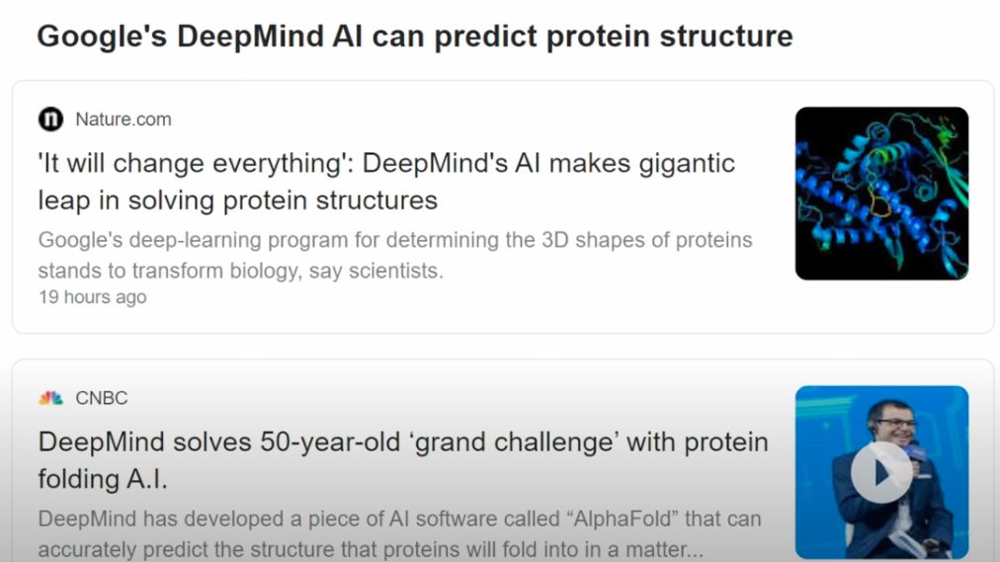 Google's DeepMind AI can predict protein structure
Nature.com
'It will change everything': DeepMind's AI makes gigantic
leap in solving protein structures
Google's deep-learning program for determining the 3D shapes of proteins
stands to transform biology, say scientists.
19 hours ago
CNBC
DeepMind solves 50-year-old ‘grand challenge’ with protein
folding A.I.
DeepMind has developed a piece of AI software called “AlphaFold” that can
accurately predict the structure that proteins will fold into in a matter...